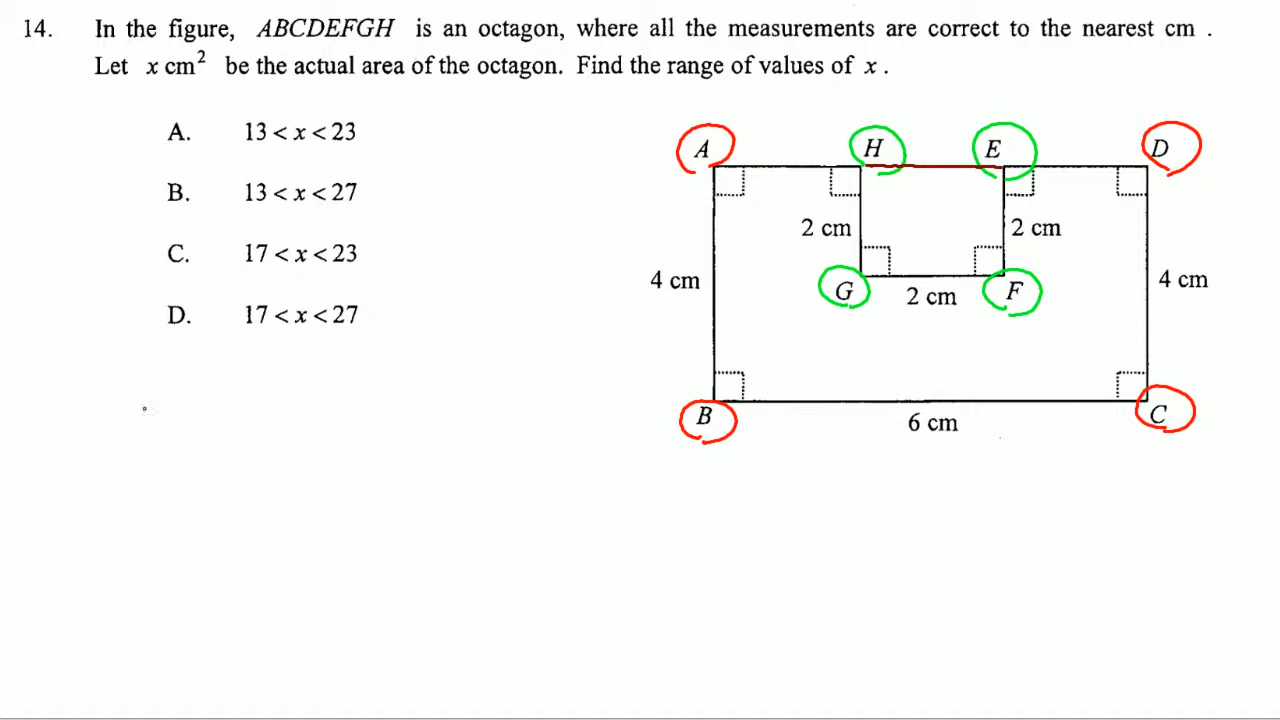 14. In the figure, ABCDEFGH is an octagon, where all the measurements are correct to the nearest cm .
Let x cm² be the actual area of the octagon. Find the range of values of x .
A. 13 < x < 23
B. 13 < x < 27
C. 17 < x < 23
D. 17 < x < 27
A H E D
2 cm 2 cm
4 cm 4 cm
G 2 cm F
B 6 cm C